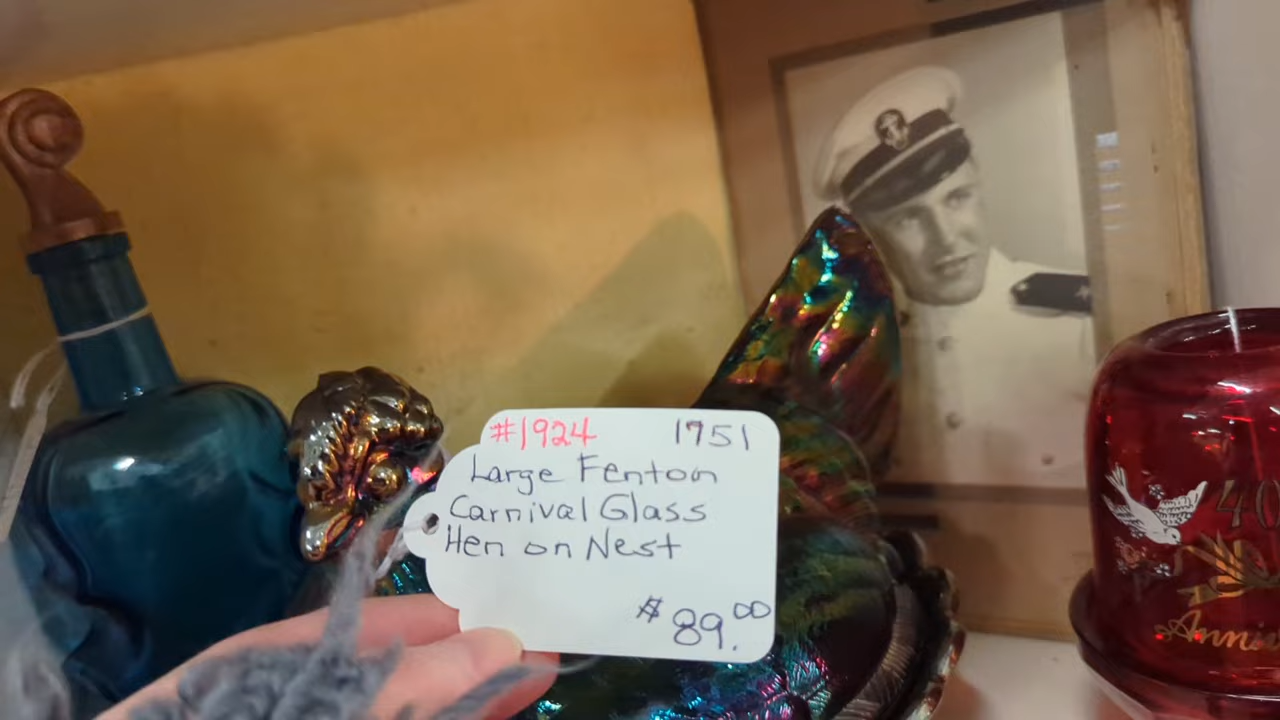 #1924 1751
Large Fenton
Carnival Glass
Hen on Nest
$89.00
40
Anni